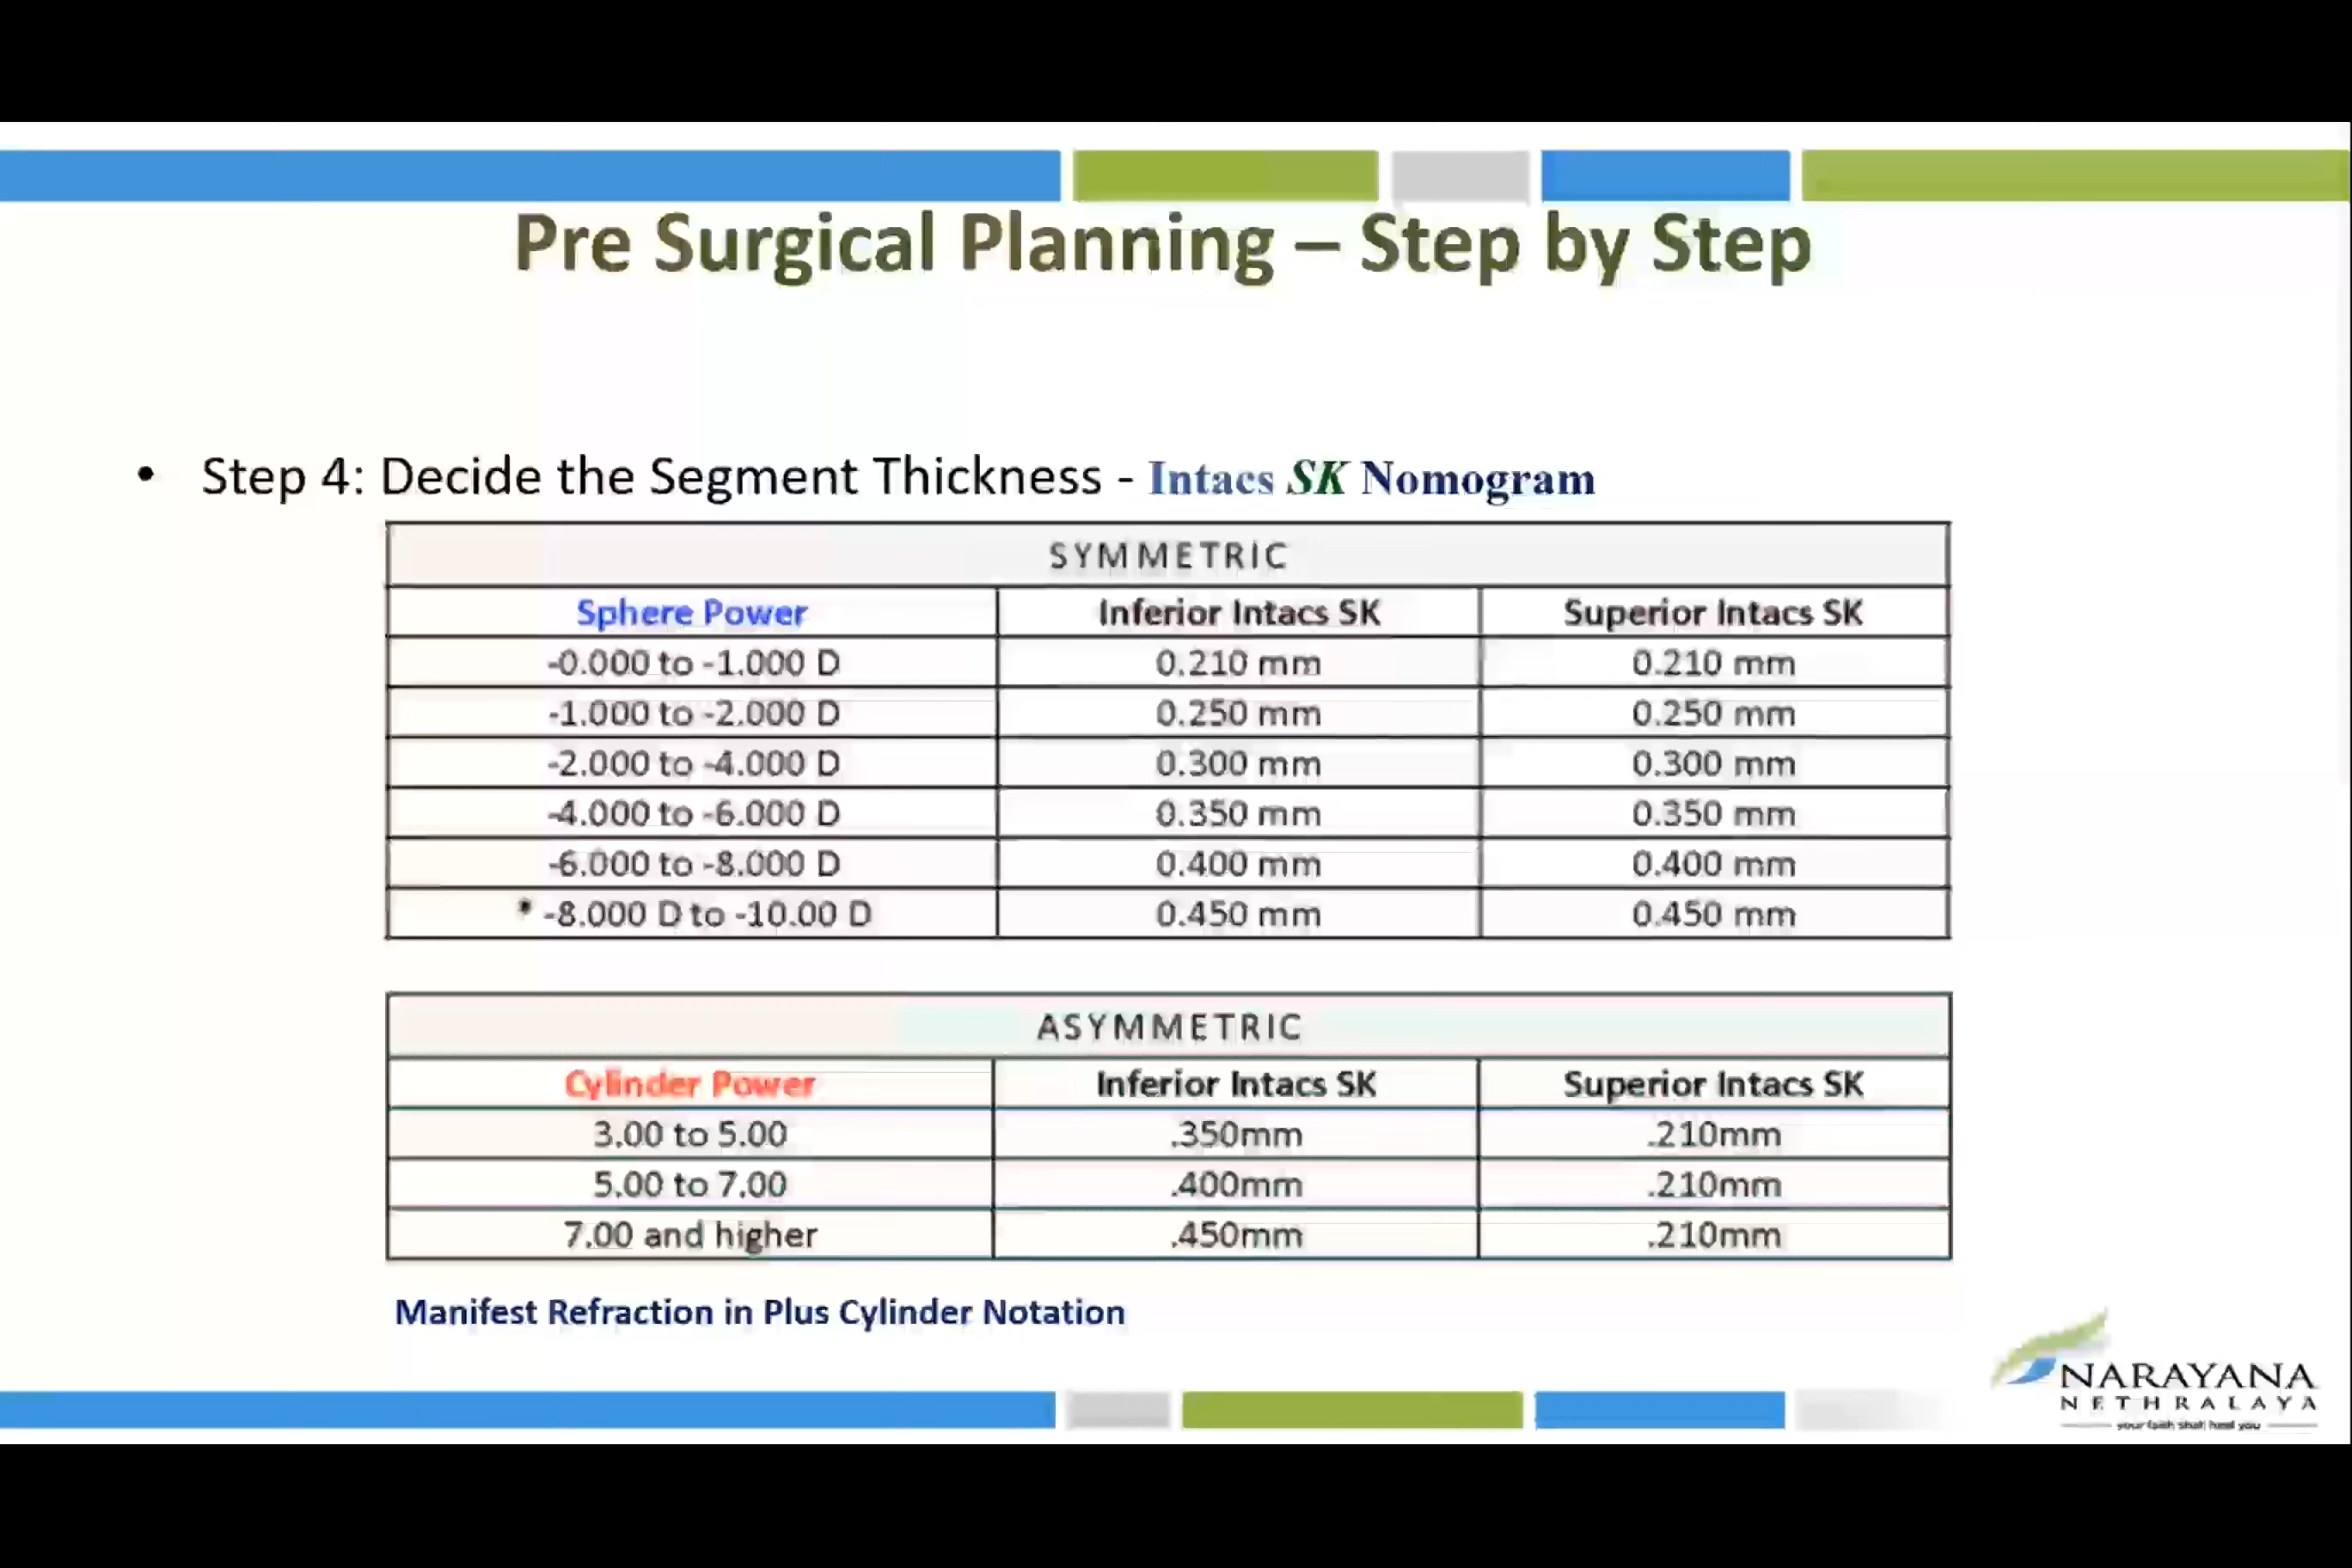 Pre Surgical Planning – Step by Step
• Step 4: Decide the Segment Thickness - Intacs SK Nomogram
SYMMETRIC
Sphere Power Inferior Intacs SK Superior Intacs SK
-0.000 to -1.000 D 0.210 mm 0.210 mm
-1.000 to -2.000 D 0.250 mm 0.250 mm
-2.000 to -4.000 D 0.300 mm 0.300 mm
-4.000 to -6.000 D 0.350 mm 0.350 mm
-6.000 to -8.000 D 0.400 mm 0.400 mm
* -8.000 D to -10.00 D 0.450 mm 0.450 mm
ASYMMETRIC
Cylinder Power Inferior Intacs SK Superior Intacs SK
3.00 to 5.00 .350mm .210mm
5.00 to 7.00 .400mm .210mm
7.00 and higher .450mm .210mm
Manifest Refraction in Plus Cylinder Notation
NARAYANA
NETHRALAYA
your faith shall heal you